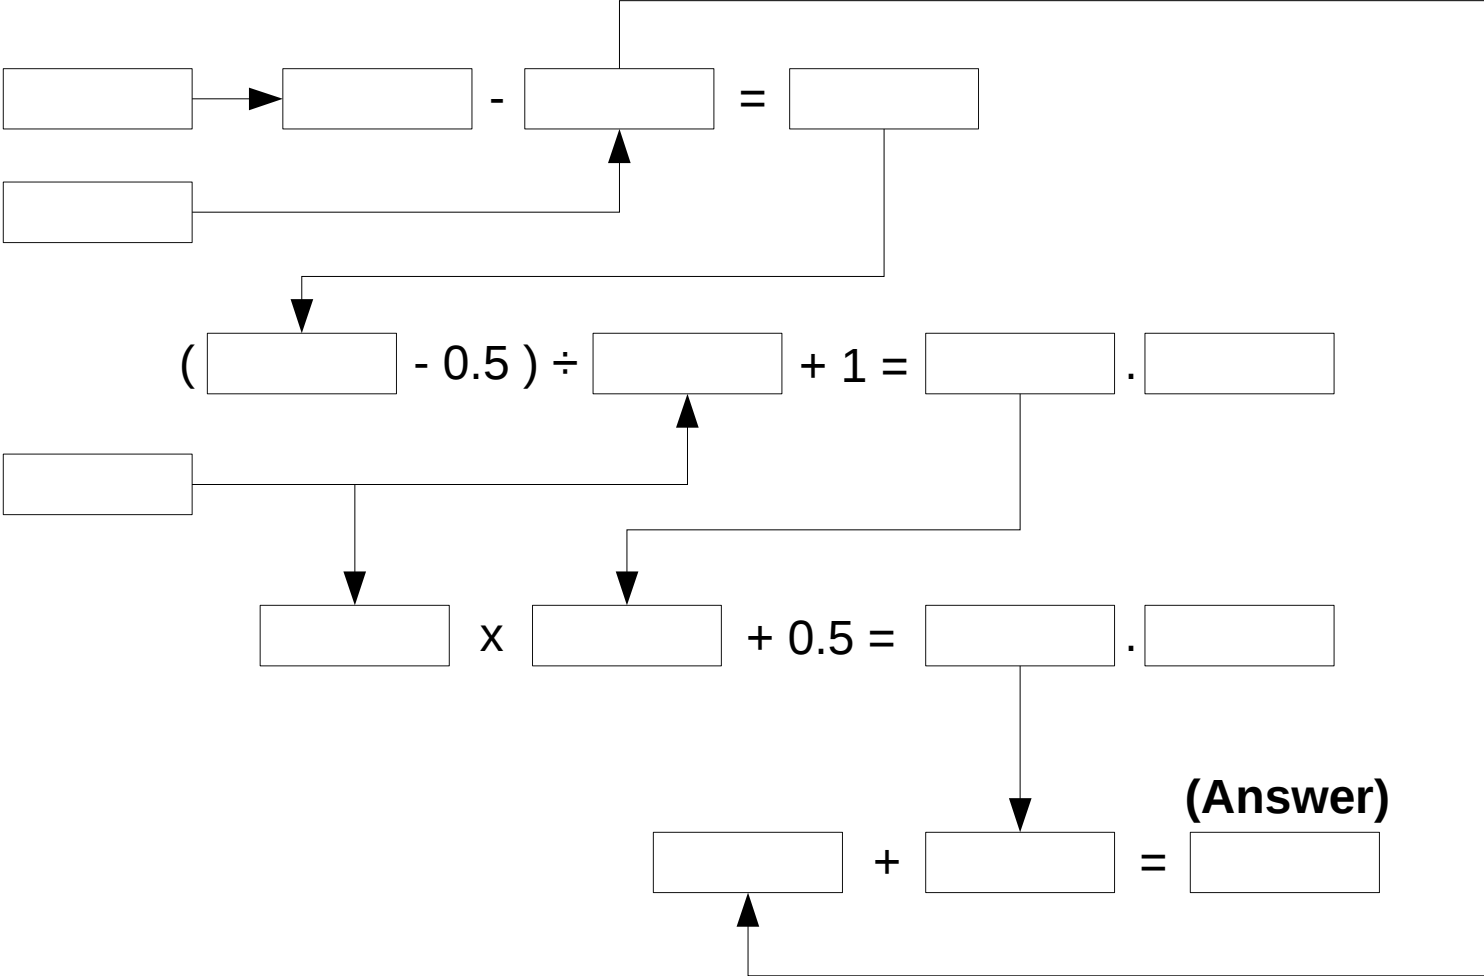 - =
( - 0.5 ) ÷ + 1 = .
x + 0.5 = .
(Answer)
+ =